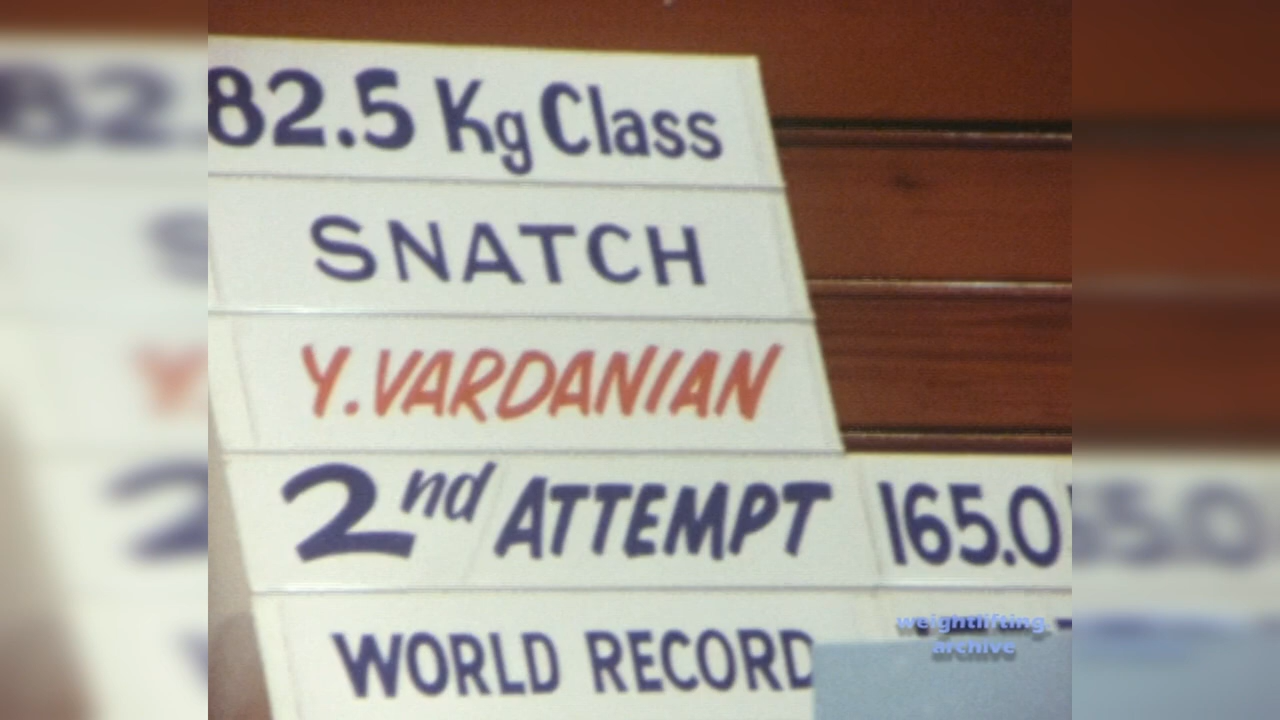 82.5 Kg Class
SNATCH
Y. VARDANIAN
2nd ATTEMPT 165.0
WORLD RECORD
weightlifting
archive